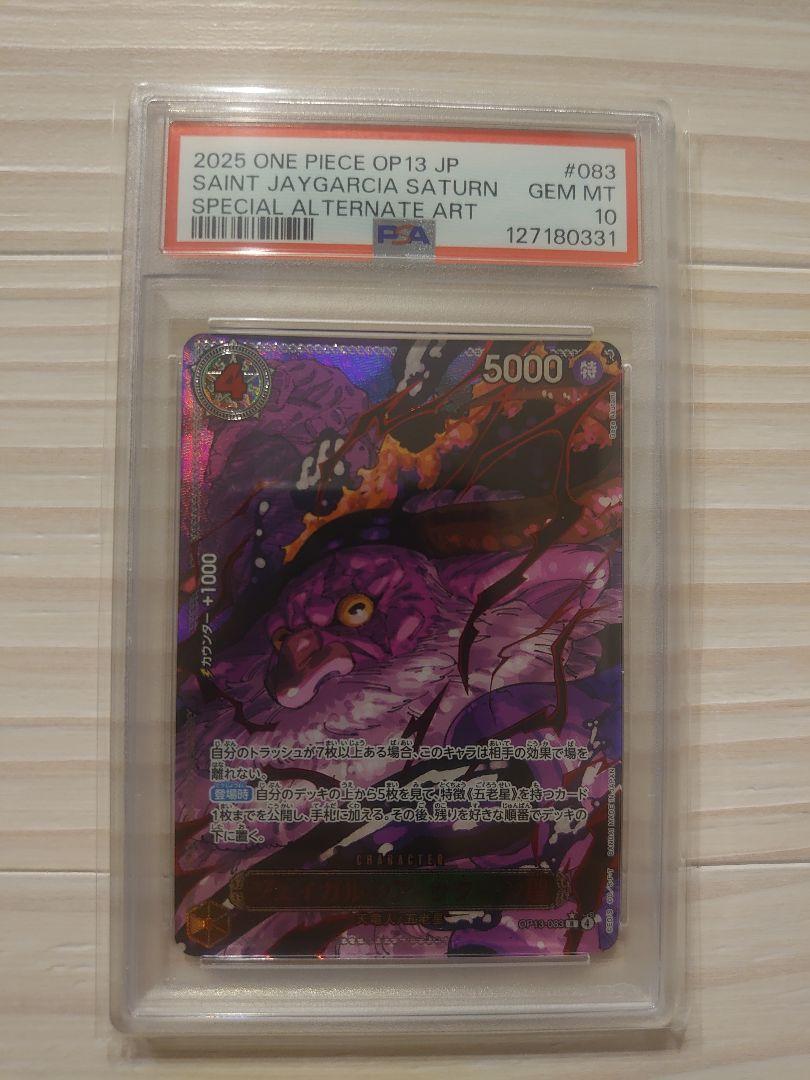 2025 ONE PIECE OP13 JP #083
SAINT JAYGARCIA SATURN GEM MT
SPECIAL ALTERNATE ART 10
PSA 127180331
4
5000 特
カウンター +1000
自分のトラッシュが7枚以上ある場合、このキャラは相手の効果で場を
離れない。
登場時 自分のデッキの上から5枚を見て、特徴《五老星》を持つカード
1枚までを公開し、手札に加える。その後、残りを好きな順番でデッキの
下に置く。
CHARACTER
天竜人/五老星
OP13-083 R 4
BANDAI MADE IN JAPAN